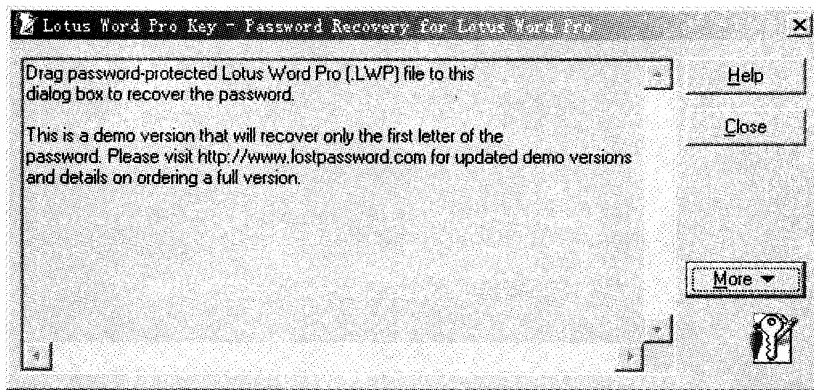 Lotus Word Pro Key - Password Recovery for Lotus Word Pro
Drag password-protected Lotus Word Pro (.LWP) file to this
dialog box to recover the password.
This is a demo version that will recover only the first letter of the
password. Please visit http://www.lostpassword.com for updated demo versions
and details on ordering a full version.
Help
Close
More